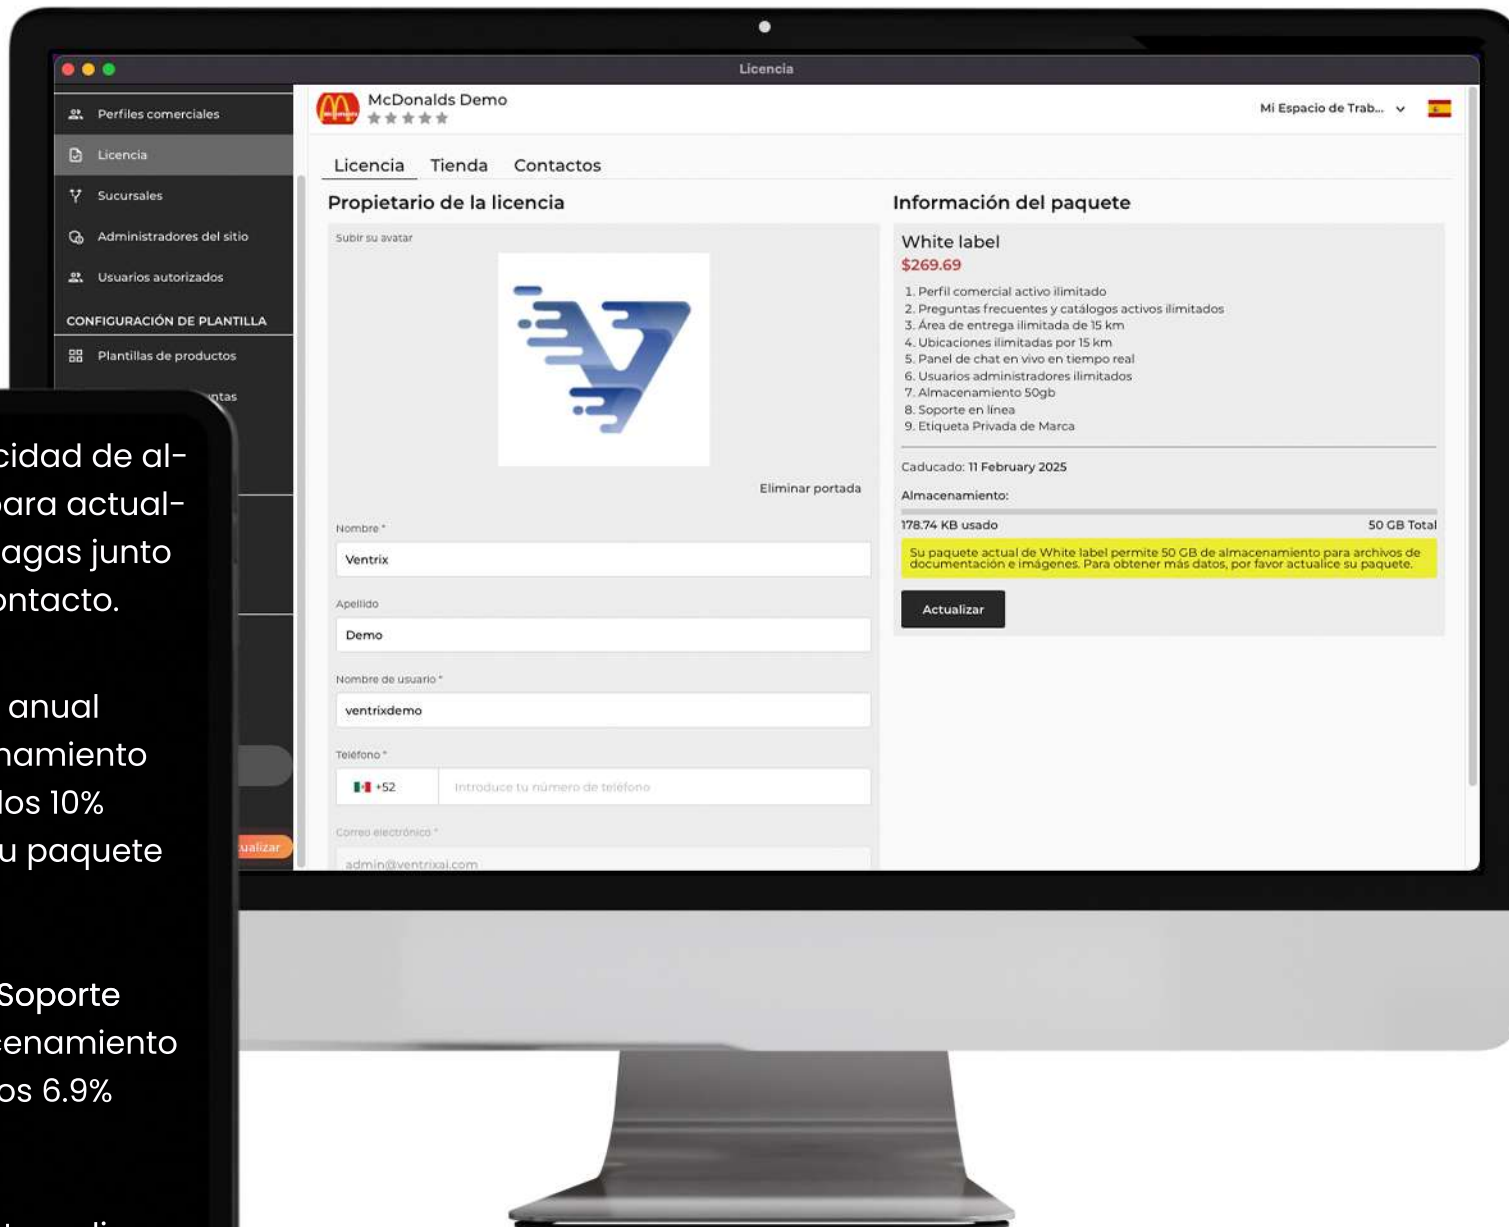 Licencia
Perfiles comerciales
Licencia
Sucursales
Administradores del sitio
Usuarios autorizados
CONFIGURACIÓN DE PLANTILLA
Plantillas de productos
McDonalds Demo
Mi Espacio de Trab...
Licencia Tienda Contactos
Propietario de la licencia
Subir su avatar
Eliminar portada
Nombre *
Ventrix
Apellido
Demo
Nombre de usuario *
ventrixdemo
Teléfono *
+52 Introduce tu número de teléfono
Correo electrónico *
admin@ventrixai.com
Información del paquete
White label
$269.69
1. Perfil comercial activo ilimitado
2. Preguntas frecuentes y catálogos activos ilimitados
3. Área de entrega ilimitada de 15 km
4. Ubicaciones ilimitadas por 15 km
5. Panel de chat en vivo en tiempo real
6. Usuarios administradores ilimitados
7. Almacenamiento 50gb
8. Soporte en línea
9. Etiqueta Privada de Marca
Caducado: 11 February 2025
Almacenamiento:
178.74 KB usado 50 GB Total
Su paquete actual de White label permite 50 GB de almacenamiento para archivos de
documentación e imágenes. Para obtener más datos, por favor actualice su paquete.
Actualizar
cidad de al-
para actual-
agas junto
ontacto.
anual
namiento
los 10%
u paquete
ualizar
Soporte
cenamiento
os 6.9%